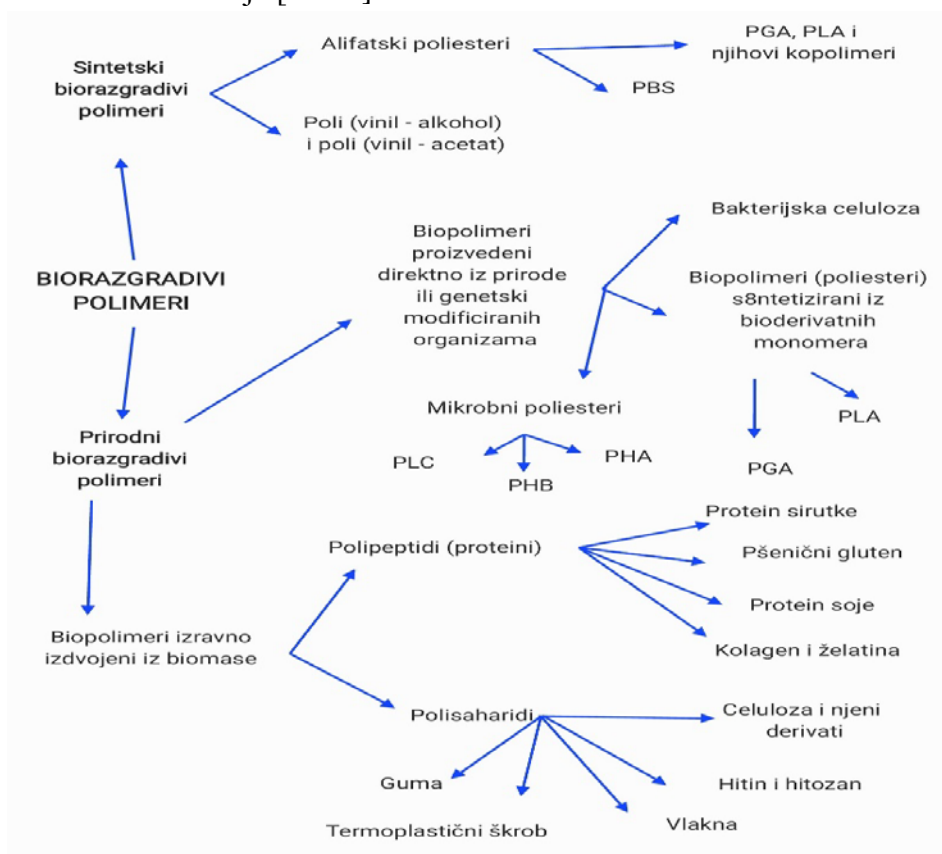 Alifatski poliesteri
PGA, PLA i
njihovi kopolimeri
PBS
Sintetski
biorazgradivi
polimeri
Poli (vinil - alkohol)
i poli (vinil - acetat)
BIORAZGRADIVI
POLIMERI
Biopolimeri
proizvedeni
direktno iz prirode
ili genetski
modificiranih
organizama
Bakterijska celuloza
Biopolimeri (poliesteri)
s8ntetizirani iz
bioderivatnih
monomera
Mikrobni poliesteri
PLC
PHB
PHA
PLA
PGA
Prirodni
biorazgradivi
polimeri
Polipeptidi (proteini)
Protein sirutke
Pšenični gluten
Protein soje
Kolagen i želatina
Biopolimeri izravno
izdvojeni iz biomase
Polisaharidi
Celuloza i njeni
derivati
Hitin i hitozan
Vlakna
Guma
Termoplastični škrob